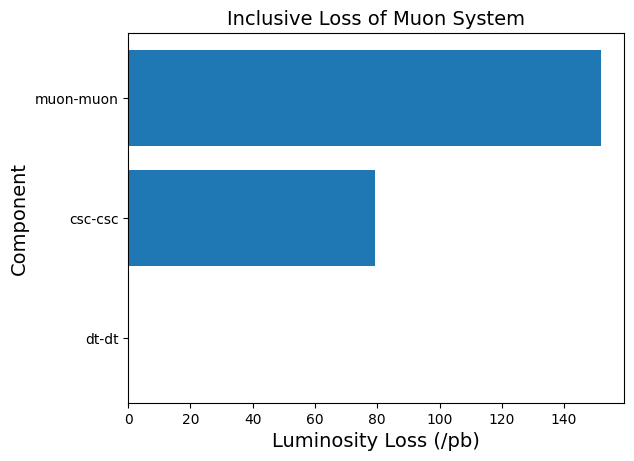 Inclusive Loss of Muon System
Component
muon-muon
csc-csc
dt-dt
0 20 40 60 80 100 120 140
Luminosity Loss (/pb)